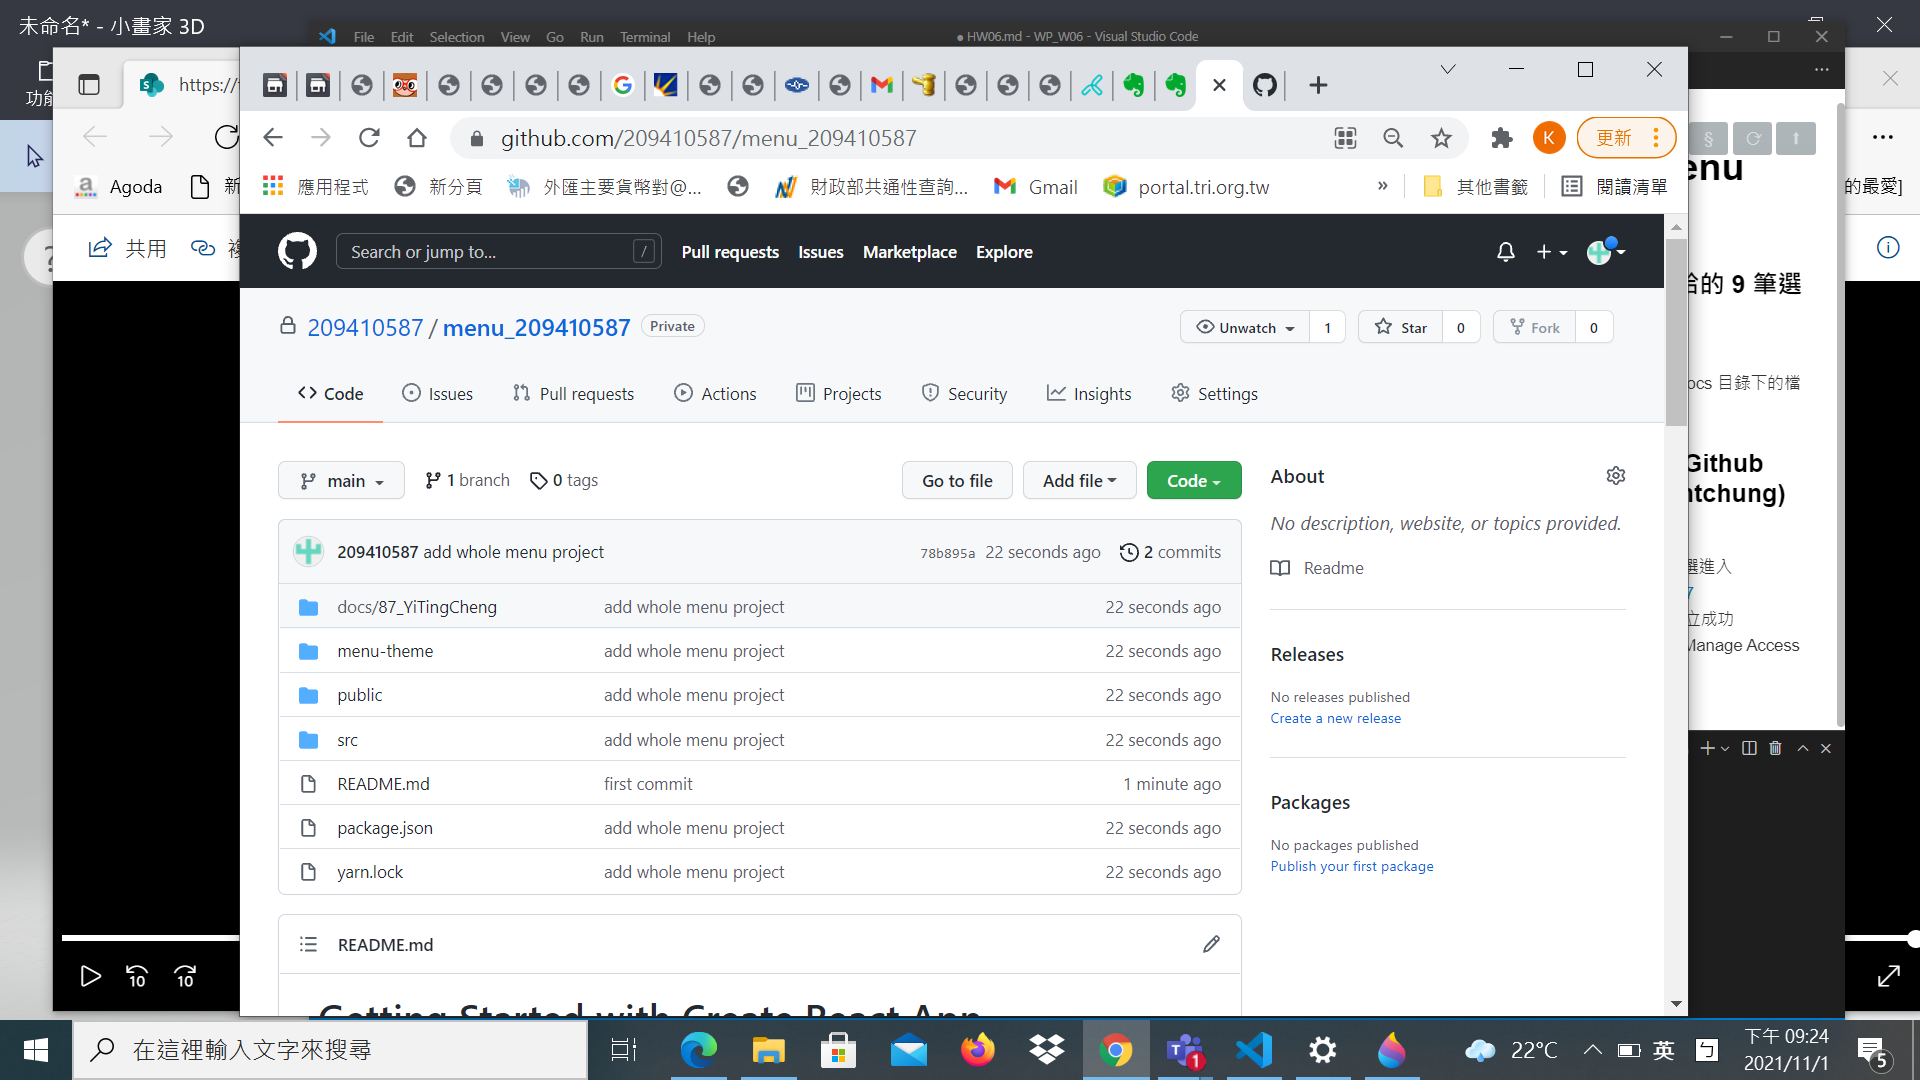 未命名* - 小畫家 3D
File Edit Selection View Go Run Terminal Help
● HW06.md - WP_W06 - Visual Studio Code
https://
github.com/209410587/menu_209410587
K
更新
Agoda
應用程式
新分頁
外匯主要貨幣對@...
財政部共通性查詢...
Gmail
portal.tri.org.tw
»
其他書籤
閱讀清單
的最愛]
共用
Search or jump to...
/
Pull requests
Issues
Marketplace
Explore
209410587 / menu_209410587
Private
Unwatch 1
Star 0
Fork 0
Code
Issues
Pull requests
Actions
Projects
Security
Insights
Settings
main
1 branch
0 tags
Go to file
Add file
Code
209410587 add whole menu project
78b895a 22 seconds ago
2 commits
docs/87_YiTingCheng add whole menu project 22 seconds ago
menu-theme add whole menu project 22 seconds ago
public add whole menu project 22 seconds ago
src add whole menu project 22 seconds ago
README.md first commit 1 minute ago
package.json add whole menu project 22 seconds ago
yarn.lock add whole menu project 22 seconds ago
README.md
Getting Started with Create React App
About
No description, website, or topics provided.
Readme
Releases
No releases published
Create a new release
Packages
No packages published
Publish your first package
enu
的 9 筆選
ocs 目錄下的檔
Github
ntchung)
選進入
7
立成功
Manage Access
10
10
在這裡輸入文字來搜尋
1
22°C
英
ㄅ
下午 09:24
2021/11/1
5